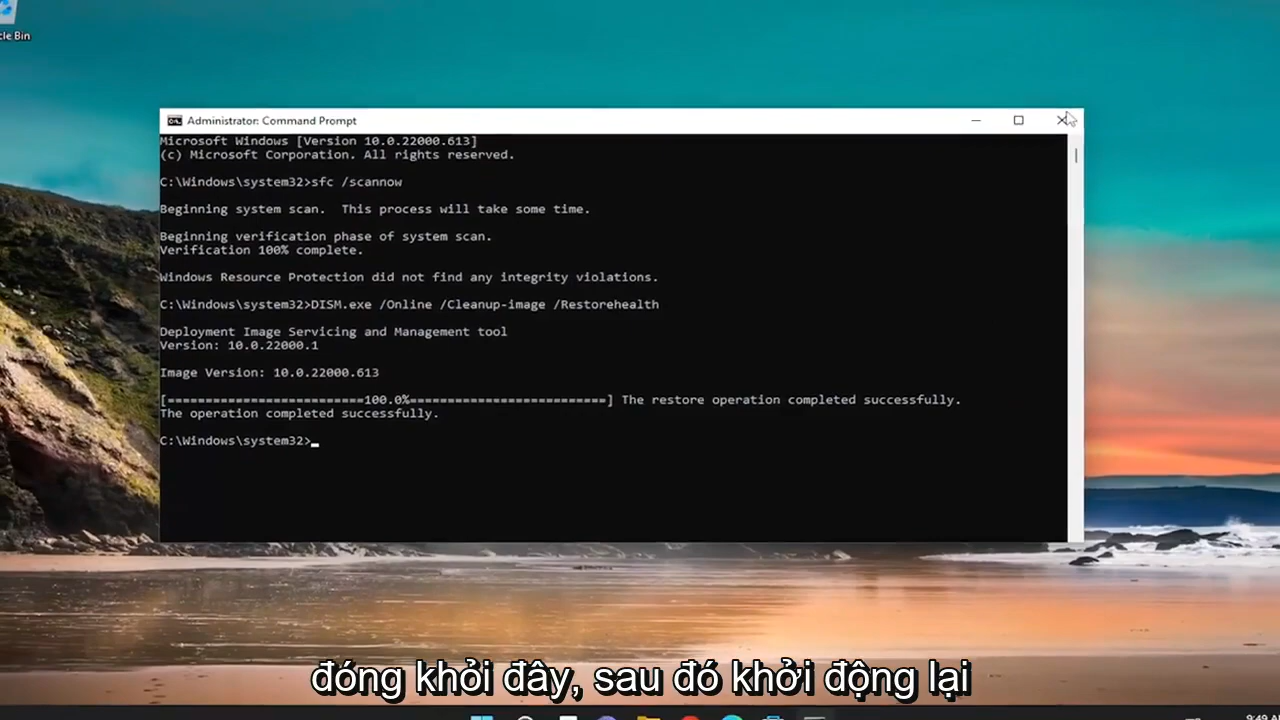 cle Bin
Administrator: Command Prompt
Microsoft Windows [Version 10.0.22000.613]
(c) Microsoft Corporation. All rights reserved.
C:\Windows\system32>sfc /scannow
Beginning system scan.  This process will take some time.
Beginning verification phase of system scan.
Verification 100% complete.
Windows Resource Protection did not find any integrity violations.
C:\Windows\system32>DISM.exe /Online /Cleanup-image /Restorehealth
Deployment Image Servicing and Management tool
Version: 10.0.22000.1
Image Version: 10.0.22000.613
[==========================100.0%==========================] The restore operation completed successfully.
The operation completed successfully.
C:\Windows\system32>
đóng khỏi đây, sau đó khởi động lại